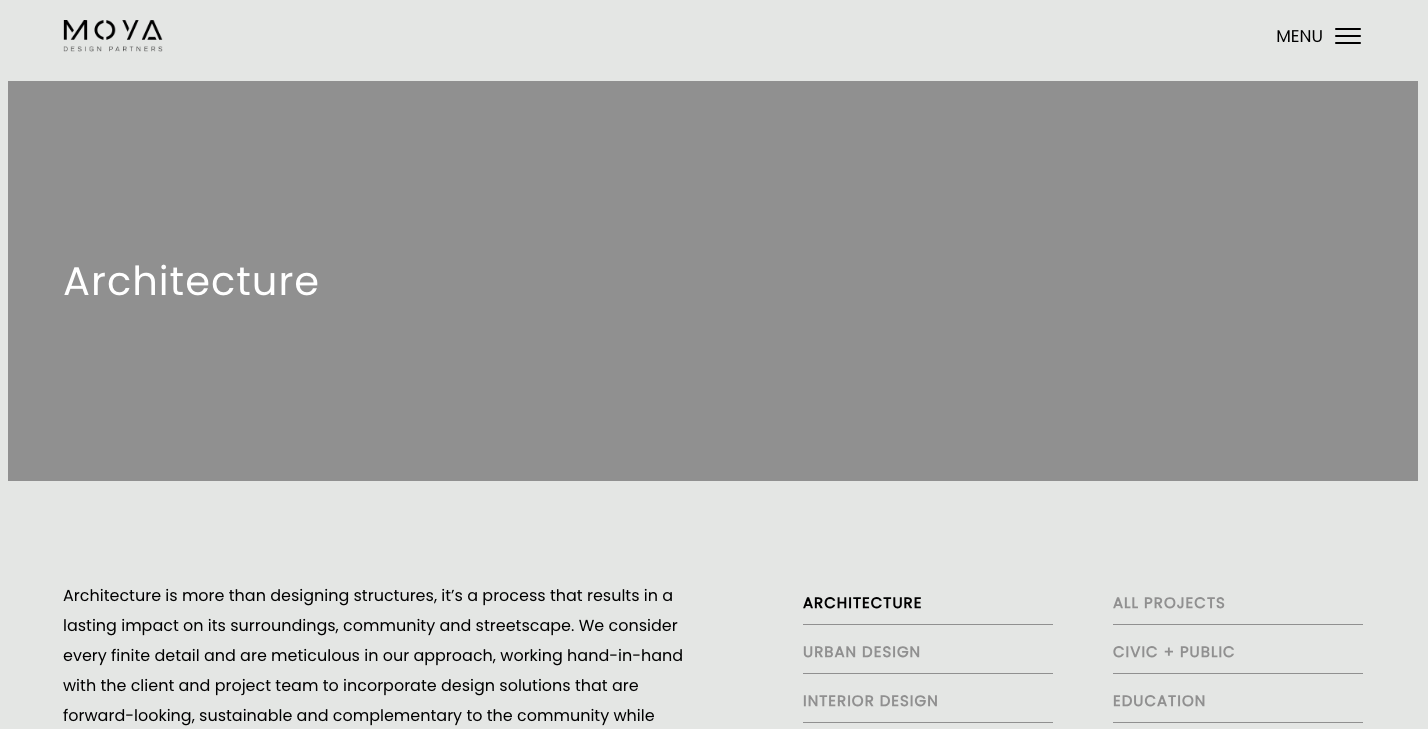 MOYA
DESIGN PARTNERS
MENU
Architecture
Architecture is more than designing structures, it’s a process that results in a
lasting impact on its surroundings, community and streetscape. We consider
every finite detail and are meticulous in our approach, working hand-in-hand
with the client and project team to incorporate design solutions that are
forward-looking, sustainable and complementary to the community while
ARCHITECTURE
URBAN DESIGN
INTERIOR DESIGN
ALL PROJECTS
CIVIC + PUBLIC
EDUCATION